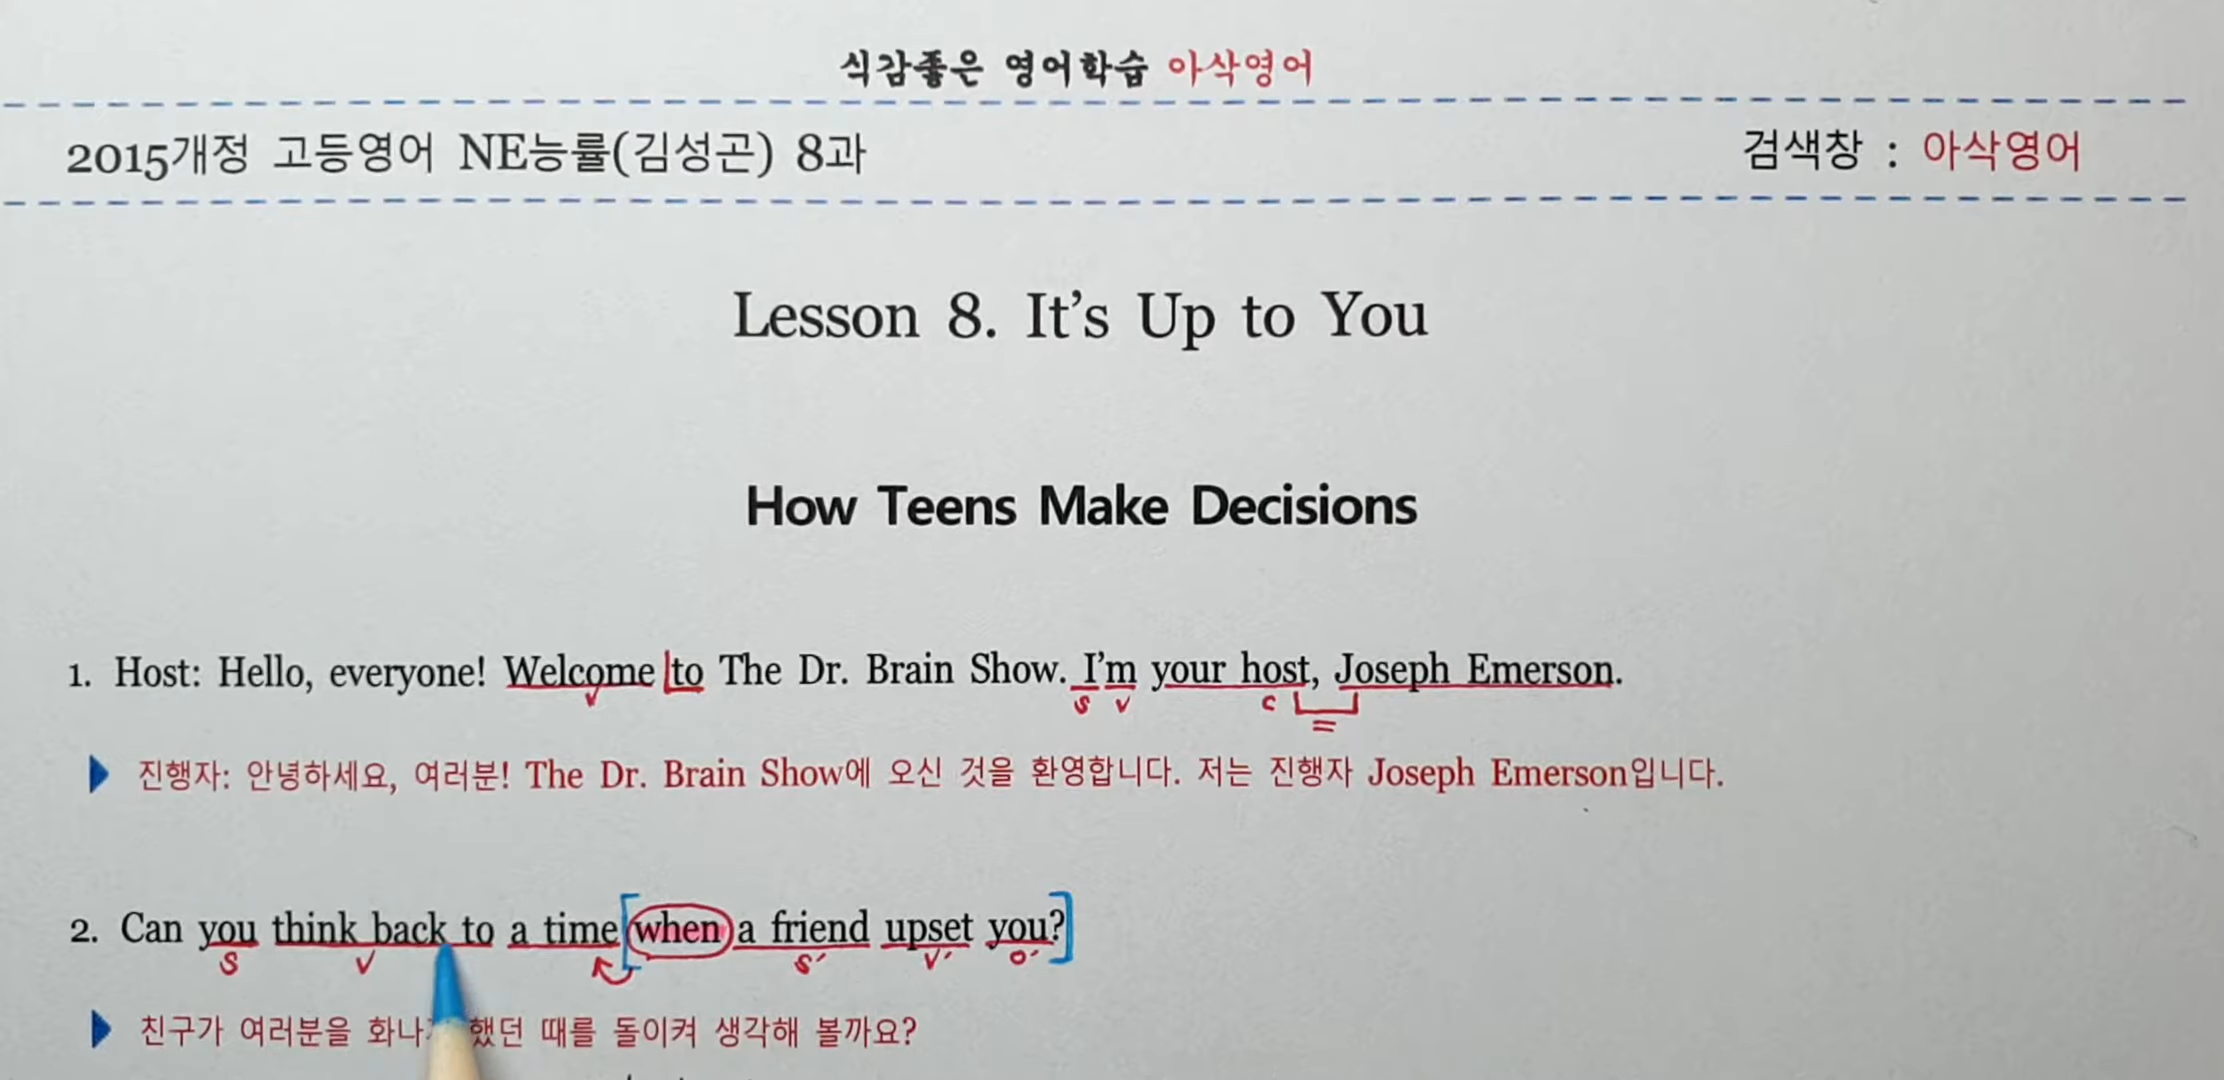 식감좋은 영어학습 아삭영어
2015개정 고등영어 NE능률(김성곤) 8과 검색창 : 아삭영어
Lesson 8. It's Up to You
How Teens Make Decisions
1. Host: Hello, everyone! Welcome to The Dr. Brain Show. I'm your host, Joseph Emerson.
v s v c =
▶ 진행자: 안녕하세요, 여러분! The Dr. Brain Show에 오신 것을 환영합니다. 저는 진행자 Joseph Emerson입니다.
2. Can you think back to a time [when a friend upset you?]
s v s' v' o'
▶ 친구가 여러분을 화나 했던 때를 돌이켜 생각해 볼까요?